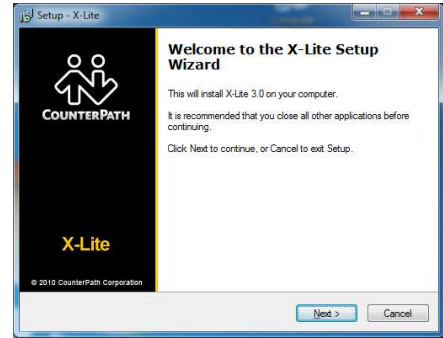 Setup - X-Lite
COUNTERPATH
Welcome to the X-Lite Setup
Wizard
This will install X-Lite 3.0 on your computer.
It is recommended that you close all other applications before
continuing.
Click Next to continue, or Cancel to exit Setup.
X-Lite
© 2010 CounterPath Corporation
Next >
Cancel